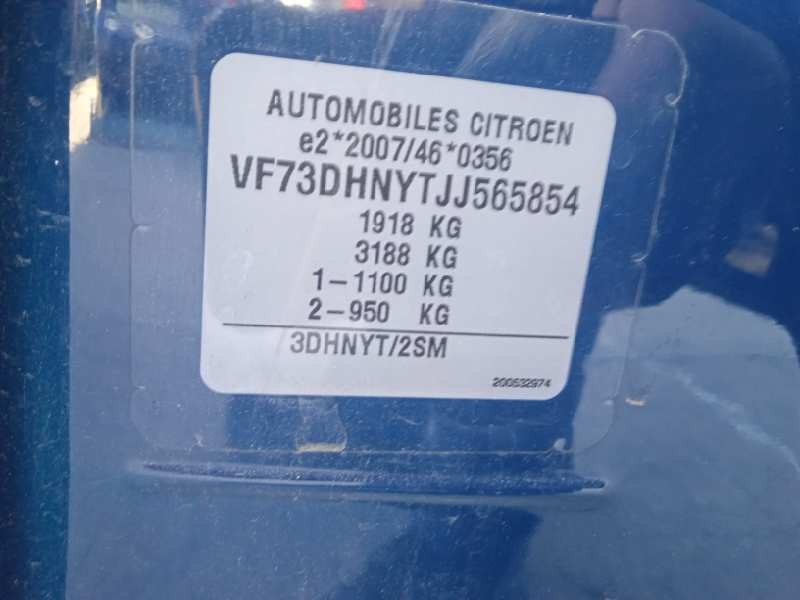 AUTOMOBILES CITROEN
e2*2007/46*0356
VF73DHNYTJJ565854
1918 KG
3188 KG
1-1100 KG
2-950 KG
3DHNYT/2SM
200632974